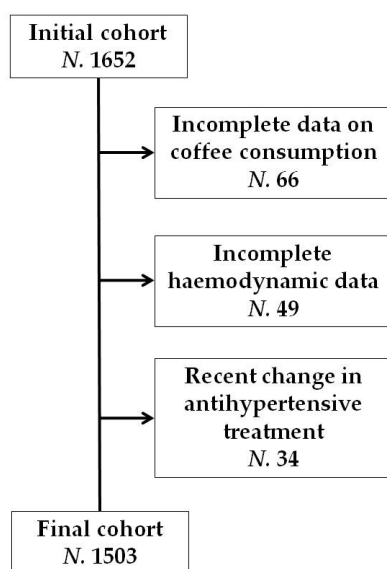 Initial cohort
N. 1652
Incomplete data on
coffee consumption
N. 66
Incomplete
haemodynamic data
N. 49
Recent change in
antihypertensive
treatment
N. 34
Final cohort
N. 1503